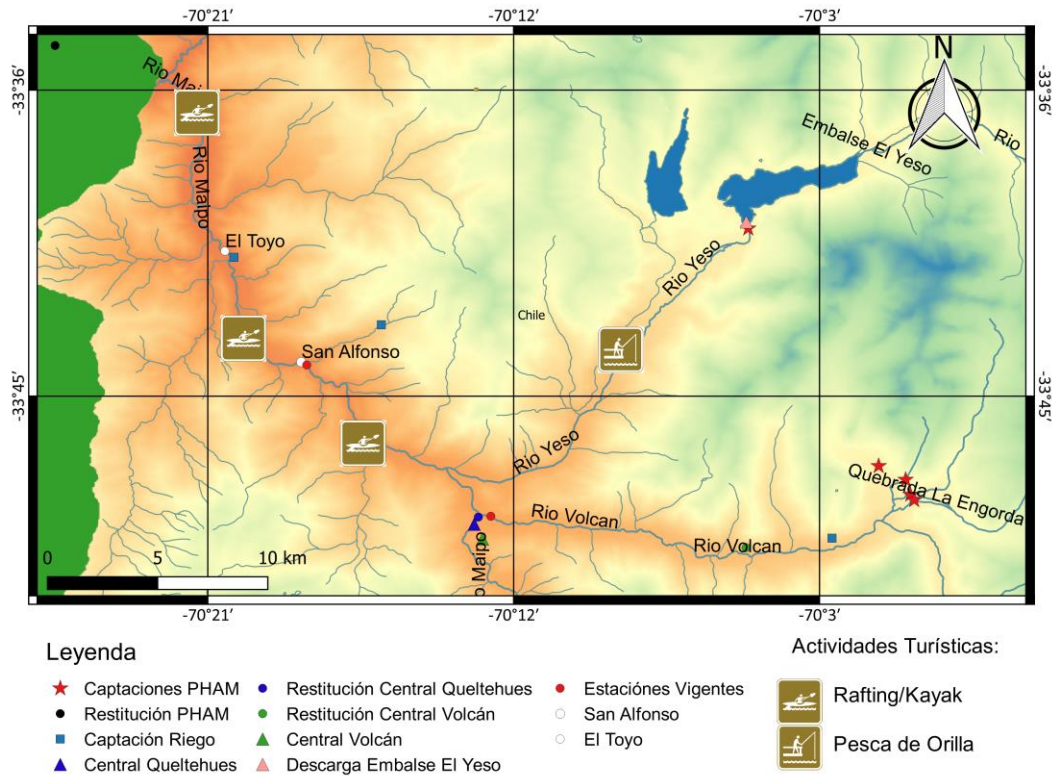 -70°21′ -70°12′ -70°3′
N
Rio Mai
-33°36′ -33°36′
Embalse El Yeso
Rio
Rio Maipo
El Toyo
Rio Yeso
Chile
San Alfonso
-33°45′ -33°45′
Rio Yeso
Quebrada La Engorda
Rio Volcan
Rio Volcan
o Maipo
0 5 10 km
-70°21′ -70°12′ -70°3′
Leyenda
Captaciones PHAM
Restitución PHAM
Captación Riego
Central Queltehues
Restitución Central Queltehues
Restitución Central Volcán
Central Volcán
Descarga Embalse El Yeso
Estaciónes Vigentes
San Alfonso
El Toyo
Actividades Turísticas:
Rafting/Kayak
Pesca de Orilla